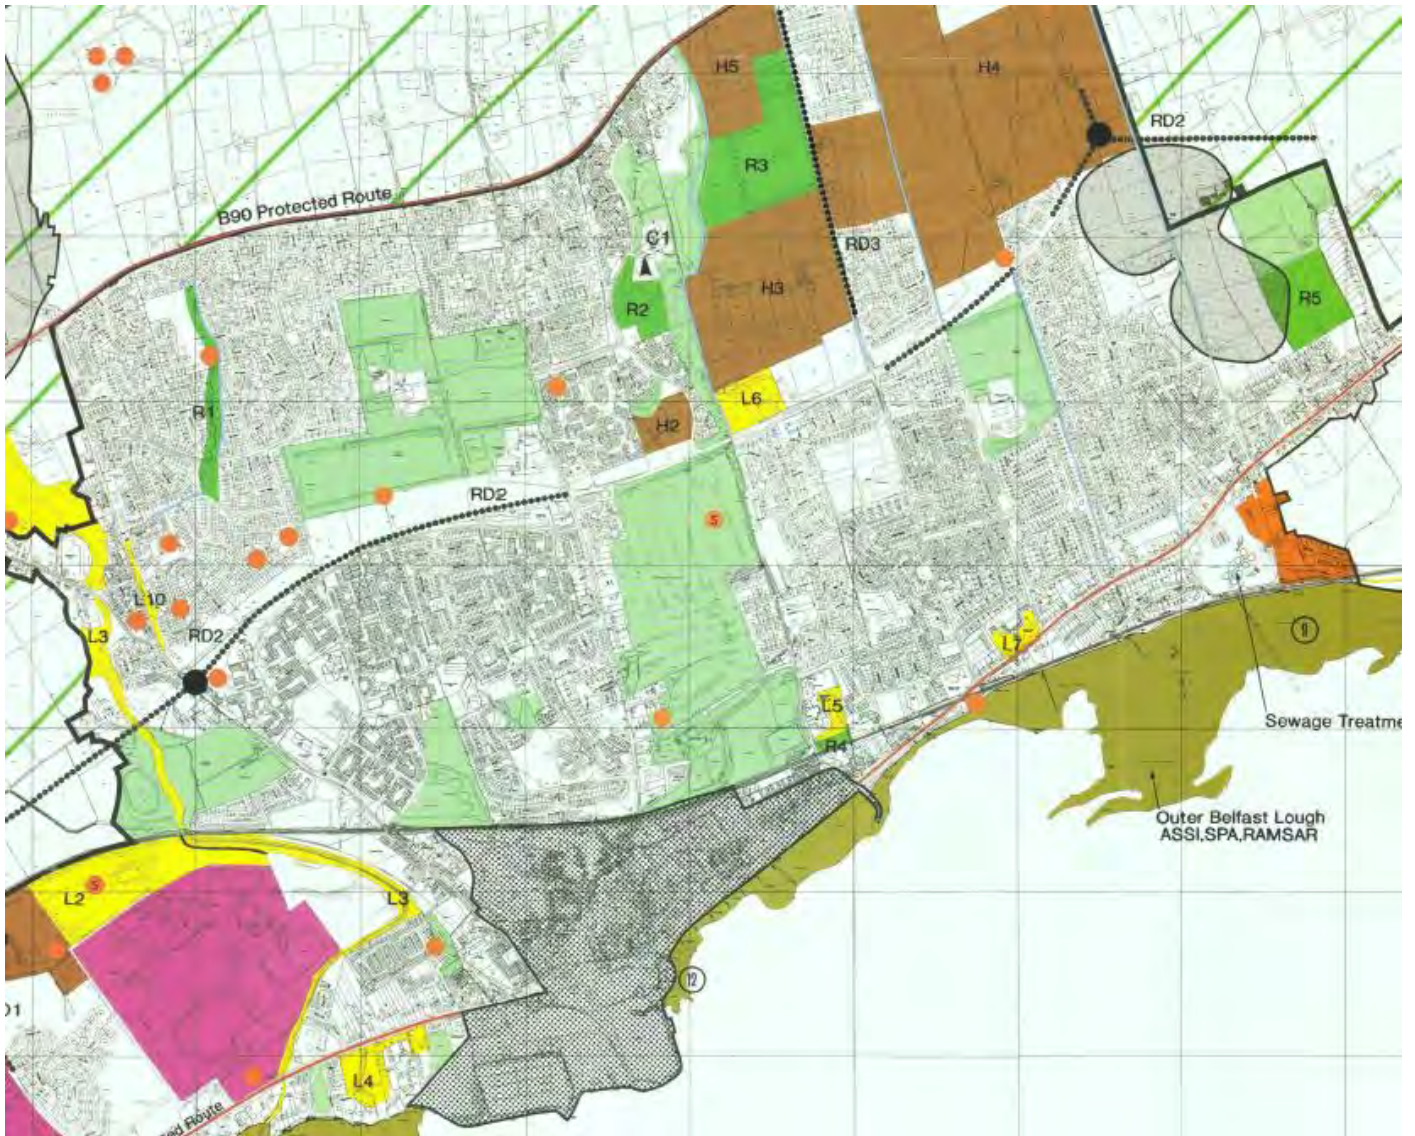 H5
H4
RD2
R3
B90 Protected Route
C1
RD3
H3
R5
R2
L6
R1
H2
RD2
S
L10
RD2
L3
9
L7
L5
Sewage Treatme
R4
Outer Belfast Lough
ASSI,SPA,RAMSAR
S
L2
L3
12
L4
Route